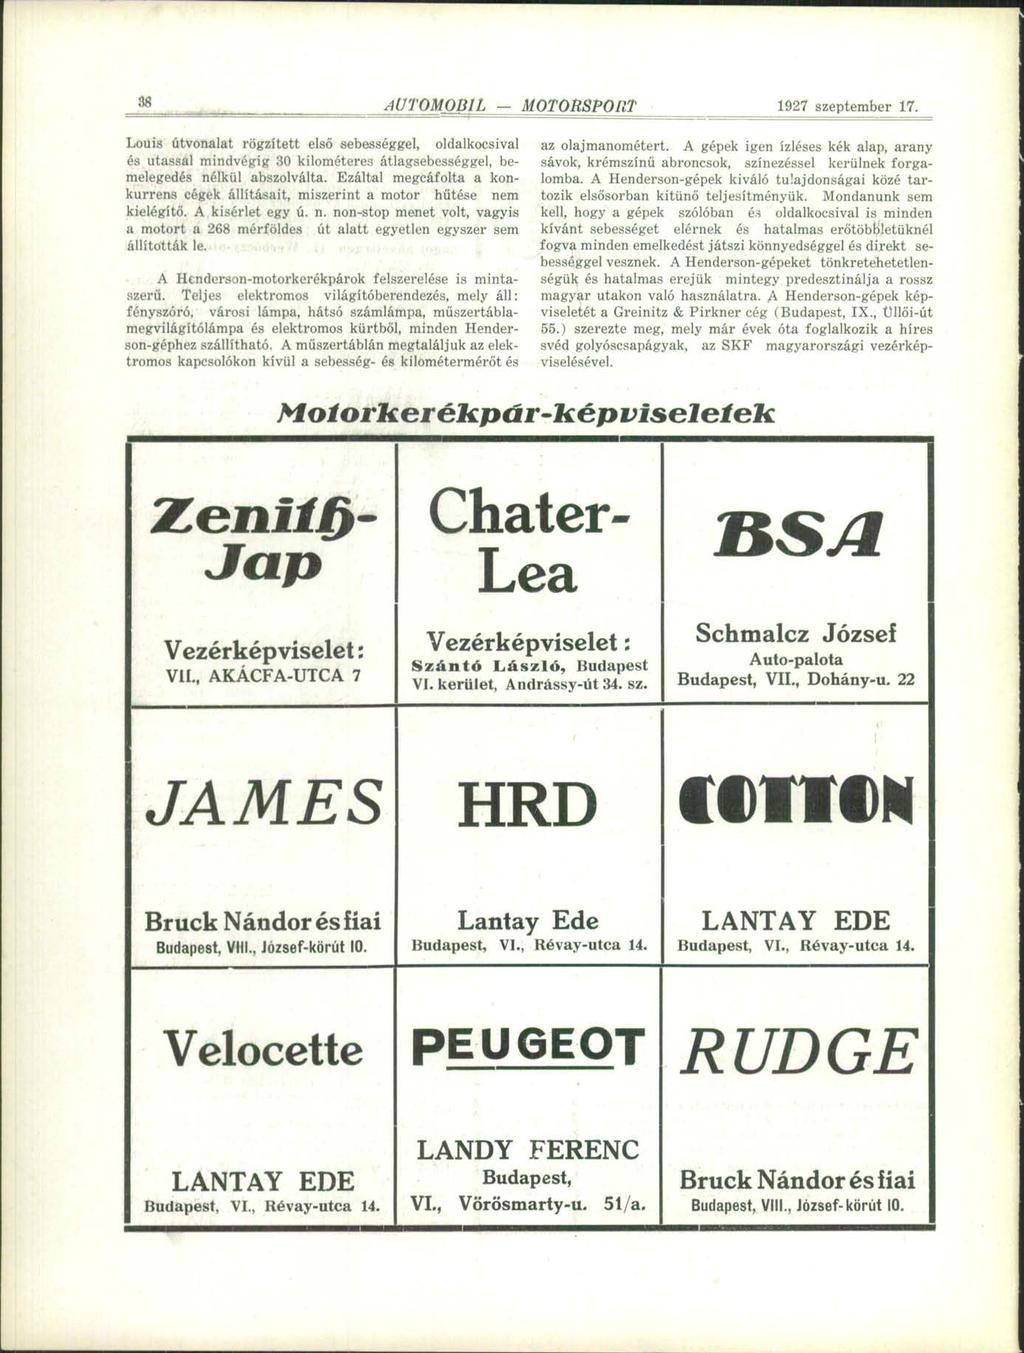 38
AUTOMOBIL — MOTORSPORT
1927 szeptember 17.
Louis útvonalat rögzített első sebességgel, oldalkocsival
és utassal mindvégig 30 kilométeres átlagsebességgel, be-
melegedés nélkül abszolválta. Ezáltal megcáfolta a kon-
kurrens cégek állításait, miszerint a motor hűtése nem
kielégítő. A kisérlet egy ú. n. non-stop menet volt, vagyis
a motort a 268 mérföldes út alatt egyetlen egyszer sem
állították le.
A Henderson-motorkerékpárok felszerelése is minta-
szerű. Teljes elektromos világítóberendezés, mely áll:
fényszóró, városi lámpa, hátsó számlámpa, műszertábla-
megvilágítólámpa és elektromos kürtből, minden Hender-
son-géphez szállítható. A műszertáblán megtaláljuk az elek-
tromos kapcsolókon kívül a sebesség- és kilométermérőt és
az olajmanométert. A gépek igen ízléses kék alap, arany
sávok, krémszínű abroncsok, színezéssel kerülnek forga-
lomba. A Henderson-gépek kiváló tulajdonságai közé tar-
tozik elsősorban kitünő teljesítményük. Mondanunk sem
kell, hogy a gépek szólóban és oldalkocsival is minden
kívánt sebességet elérnek és hatalmas erőtöbbletüknél
fogva minden emelkedést játszi könnyedséggel és direkt se-
bességgel vesznek. A Henderson-gépeket tönkretehetetlen-
ségük és hatalmas erejük mintegy predesztinálja a rossz
magyar utakon való használatra. A Henderson-gépek kép-
viseletét a Greinitz & Pirkner cég (Budapest, IX., Üllői-út
55.) szerezte meg, mely már évek óta foglalkozik a híres
svéd golyóscsapágyak, az SKF magyarországi vezérkép-
viselésével.
Motorkerékpár-képviseletek
Zenith-
Jap
Vezérképviselet:
VII., AKÁCFA-UTCA 7
Chater-
Lea
Vezérképviselet:
Szántó László, Budapest
VI. kerület, Andrássy-út 34. sz.
BSA
Schmalcz József
Auto-palota
Budapest, VII., Dohány-u. 22
JAMES
Bruck Nándor és fiai
Budapest, VIII., József-körút 10.
HRD
Lantay Ede
Budapest, VI., Révay-utca 14.
COTTON
LANTAY EDE
Budapest, VI., Révay-utca 14.
Velocette
LANTAY EDE
Budapest, VI., Révay-utca 14.
PEUGEOT
LANDY FERENC
Budapest,
VI., Vörösmarty-u. 51/a.
RUDGE
Bruck Nándor és fiai
Budapest, VIII., József-körút 10.